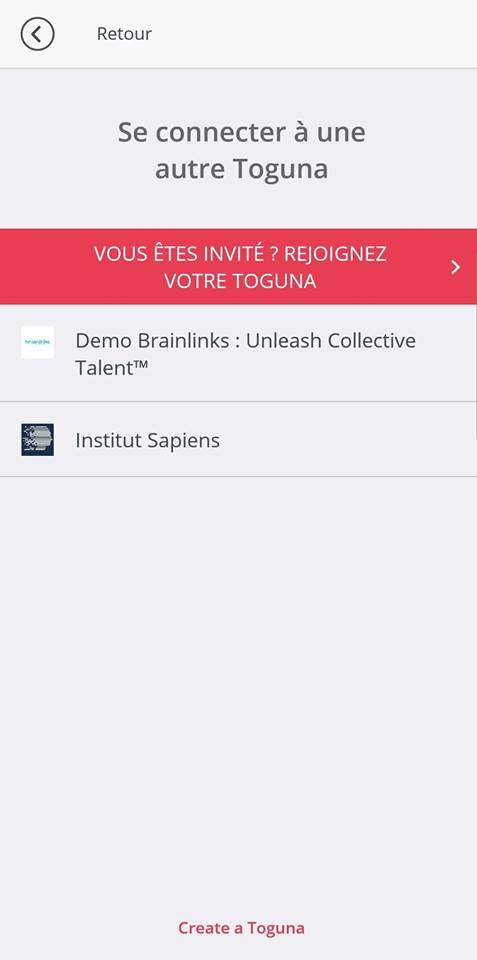 Retour
Se connecter à une
autre Toguna
VOUS ÊTES INVITÉ ? REJOIGNEZ
VOTRE TOGUNA
Demo Brainlinks : Unleash Collective
Talent™
Institut Sapiens
Create a Toguna